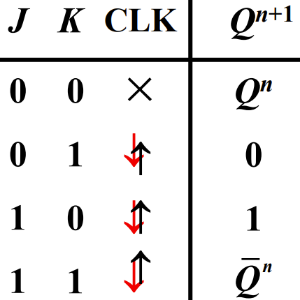 J K CLK Qⁿ⁺¹
0 0 × Qⁿ
0 1 ↓↑ 0
1 0 ↓↑ 1
1 1 ↓↑ Q̅ⁿ